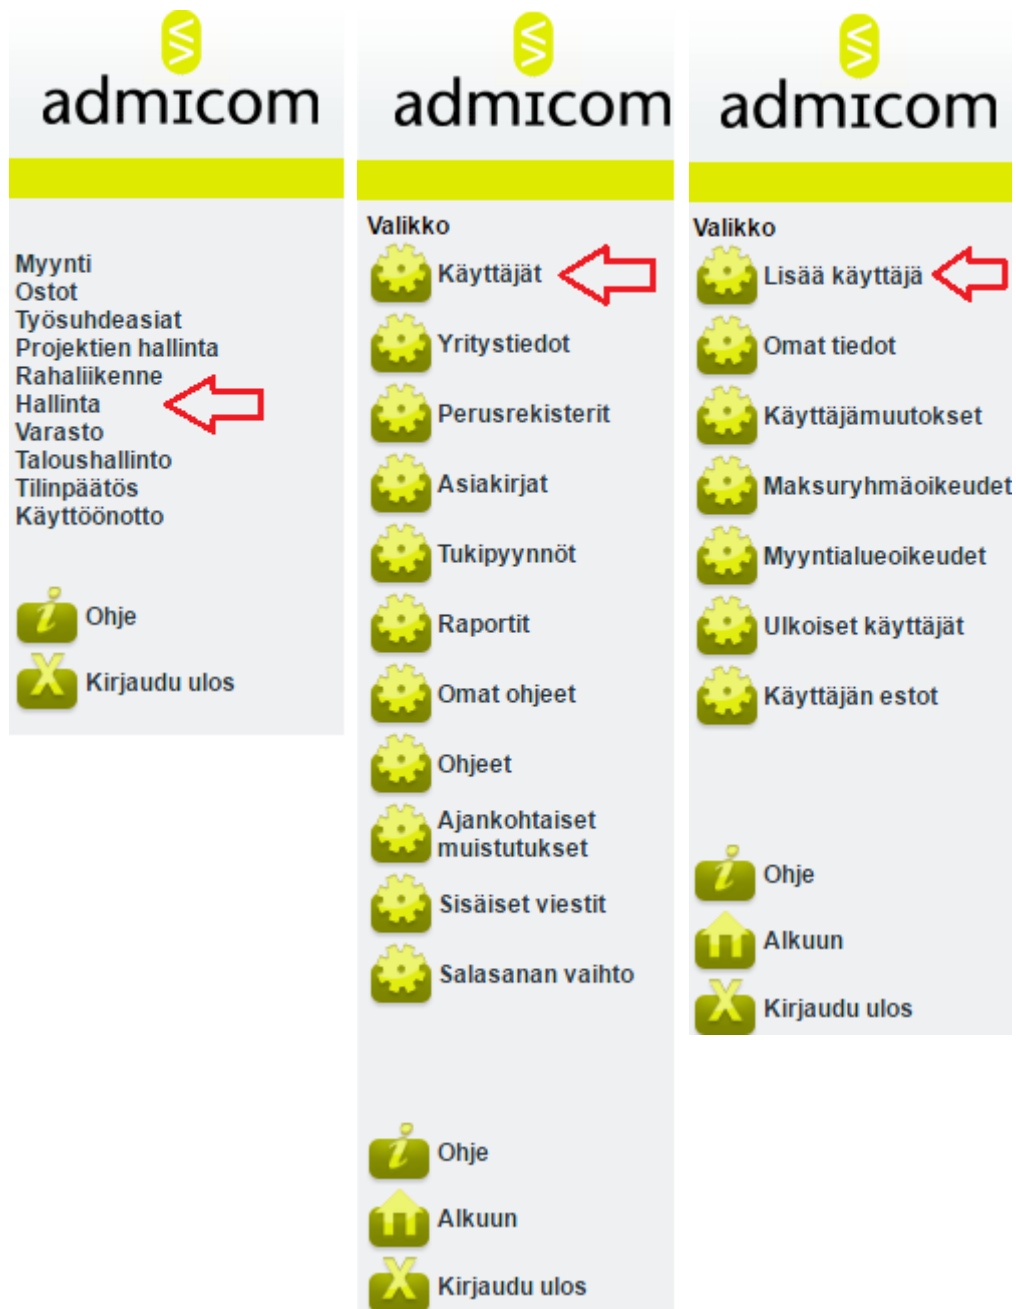 admicom
Myynti
Ostot
Työsuhdeasiat
Projektien hallinta
Rahaliikenne
Hallinta
Varasto
Taloushallinto
Tilinpäätös
Käyttöönotto
Ohje
Kirjaudu ulos
admicom
Valikko
Käyttäjät
Yritystiedot
Perusrekisterit
Asiakirjat
Tukipyynnöt
Raportit
Omat ohjeet
Ohjeet
Ajankohtaiset
muistutukset
Sisäiset viestit
Salasanan vaihto
Ohje
Alkuun
Kirjaudu ulos
admicom
Valikko
Lisää käyttäjä
Omat tiedot
Käyttäjämuutokset
Maksuryhmäoikeudet
Myyntialueoikeudet
Ulkoiset käyttäjät
Käyttäjän estot
Ohje
Alkuun
Kirjaudu ulos